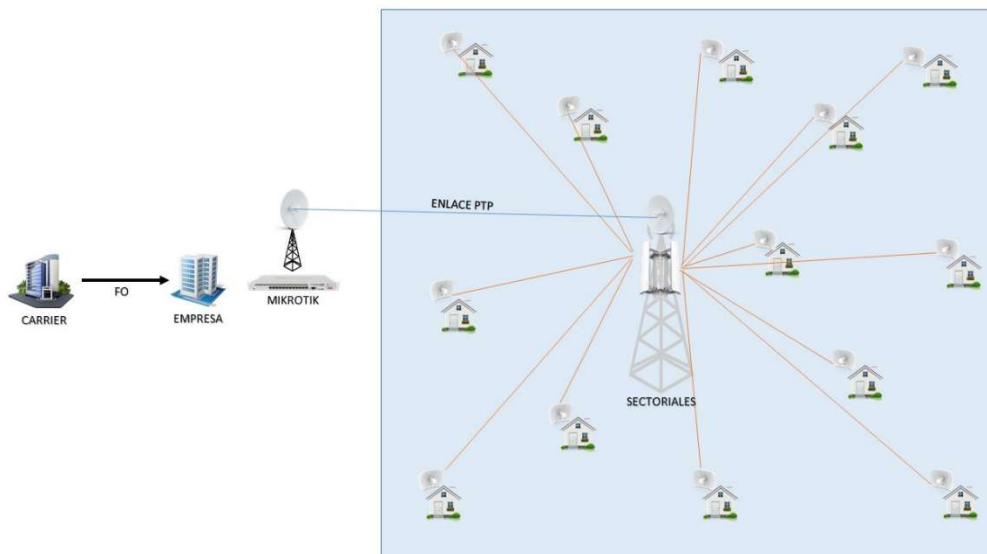 ENLACE PTP
FO
CARRIER
EMPRESA
MIKROTIK
SECTORIALES